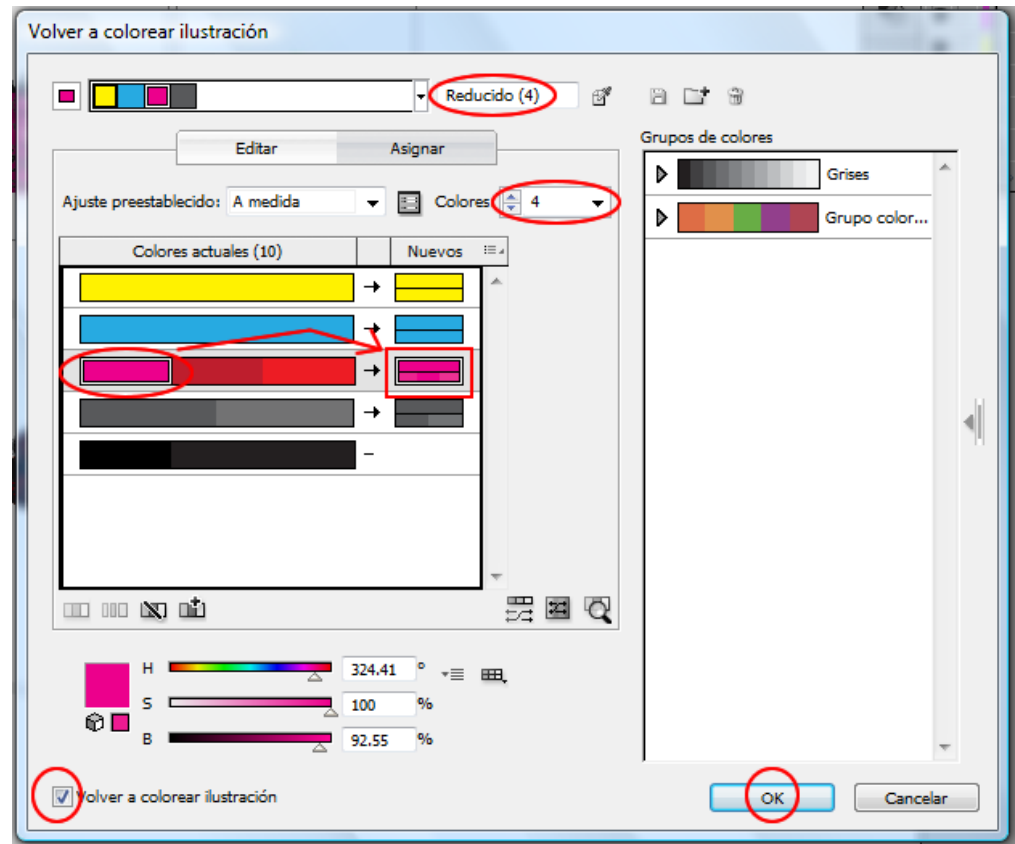 Volver a colorear ilustración
Reducido (4)
Editar
Asignar
Grupos de colores
Grises
Grupo color...
Ajuste preestablecido: A medida
Colores: 4
Colores actuales (10)
Nuevos
H 324.41 °
S 100 %
B 92.55 %
Volver a colorear ilustración
OK
Cancelar